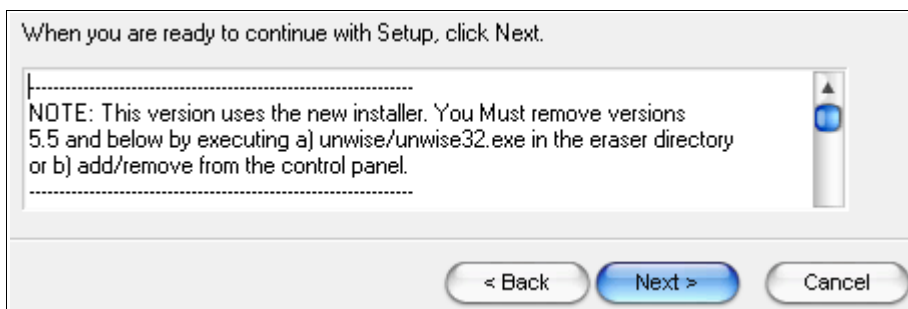 When you are ready to continue with Setup, click Next.
----------------------------------------------------------------
NOTE: This version uses the new installer. You Must remove versions
5.5 and below by executing a) unwise/unwise32.exe in the eraser directory
or b) add/remove from the control panel.
----------------------------------------------------------------
< Back
Next >
Cancel